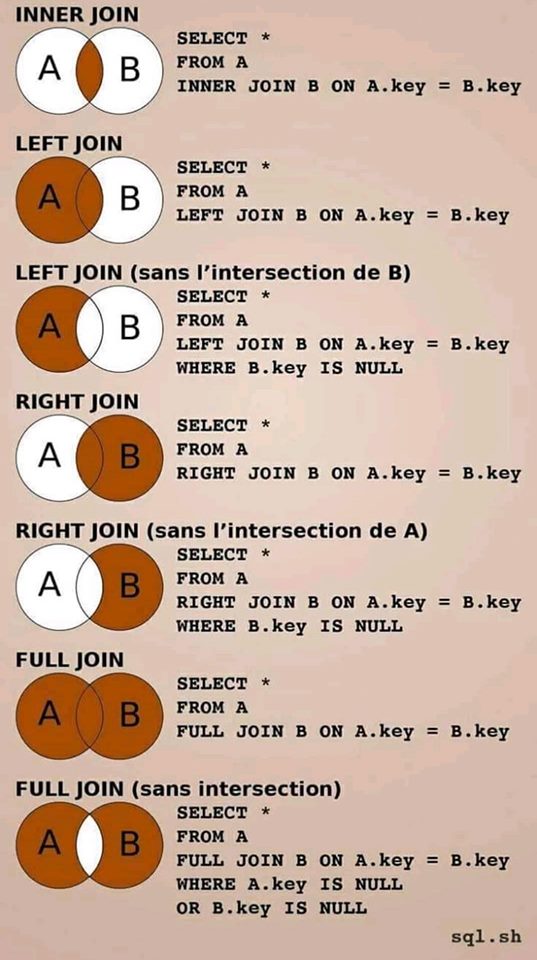 INNER JOIN
A B
SELECT *
FROM A
INNER JOIN B ON A.key = B.key
LEFT JOIN
A B
SELECT *
FROM A
LEFT JOIN B ON A.key = B.key
LEFT JOIN (sans l’intersection de B)
A B
SELECT *
FROM A
LEFT JOIN B ON A.key = B.key
WHERE B.key IS NULL
RIGHT JOIN
A B
SELECT *
FROM A
RIGHT JOIN B ON A.key = B.key
RIGHT JOIN (sans l’intersection de A)
A B
SELECT *
FROM A
RIGHT JOIN B ON A.key = B.key
WHERE B.key IS NULL
FULL JOIN
A B
SELECT *
FROM A
FULL JOIN B ON A.key = B.key
FULL JOIN (sans intersection)
A B
SELECT *
FROM A
FULL JOIN B ON A.key = B.key
WHERE A.key IS NULL
OR B.key IS NULL
sql.sh